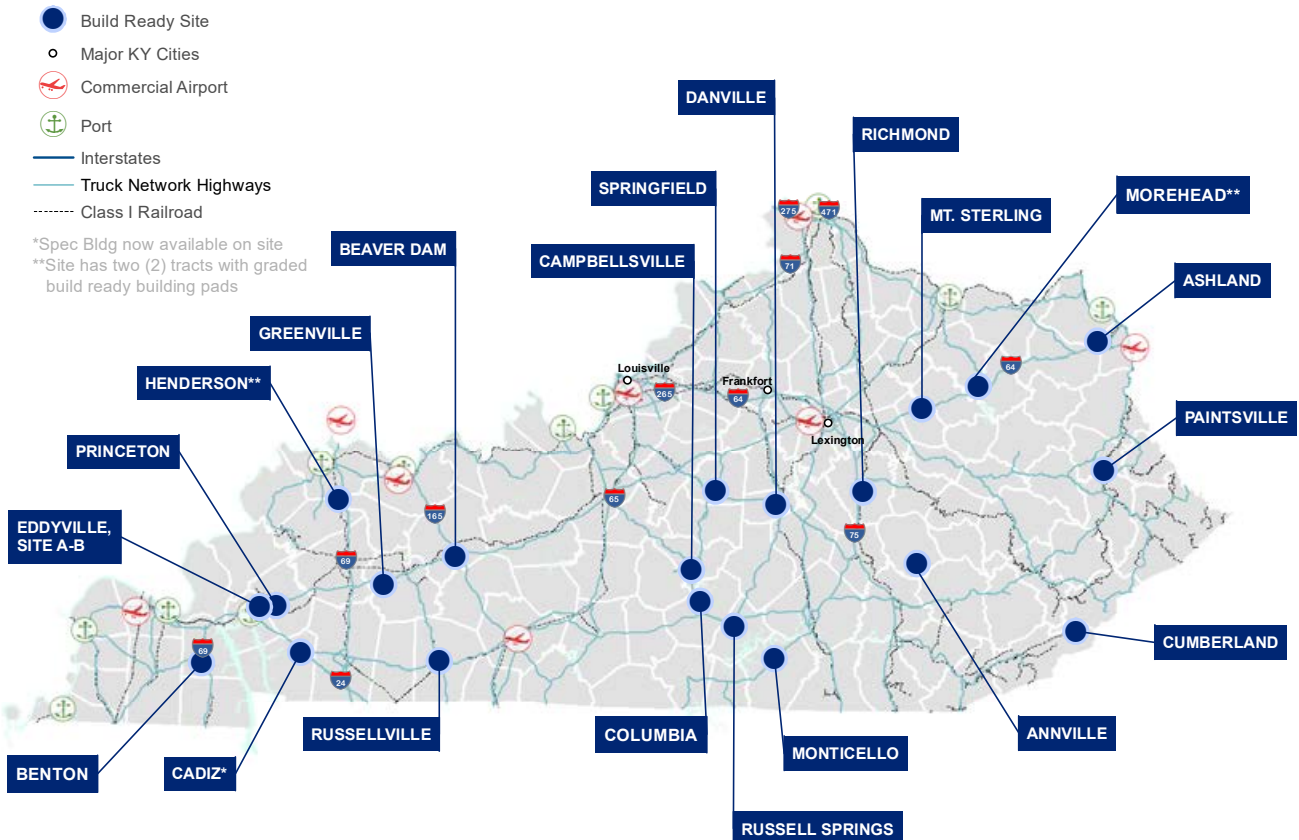 Build Ready Site
Major KY Cities
Commercial Airport
Port
Interstates
Truck Network Highways
Class I Railroad
*Spec Bldg now available on site
**Site has two (2) tracts with graded
build ready building pads
DANVILLE
RICHMOND
SPRINGFIELD
MOREHEAD**
MT. STERLING
BEAVER DAM
CAMPBELLSVILLE
ASHLAND
GREENVILLE
HENDERSON**
PAINTSVILLE
PRINCETON
EDDYVILLE,
SITE A-B
275
471
71
Louisville
265
Frankfort
64
64
Lexington
65
165
75
69
69
24
CUMBERLAND
ANNVILLE
RUSSELLVILLE
COLUMBIA
MONTICELLO
BENTON
CADIZ*
RUSSELL SPRINGS